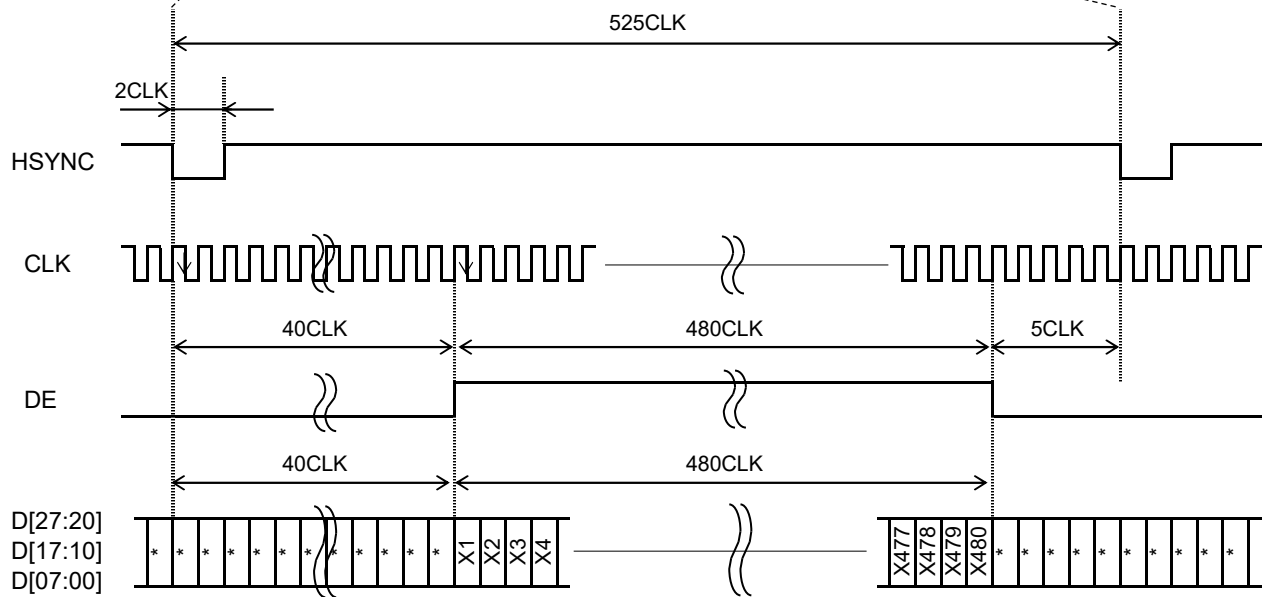 525CLK
2CLK
HSYNC
CLK
40CLK 480CLK 5CLK
DE
40CLK 480CLK
D[27:20]
D[17:10]
D[07:00]
* * * * * * * * * * * * X1 X2 X3 X4 X477 X478 X479 X480 * * * * * * * * * *